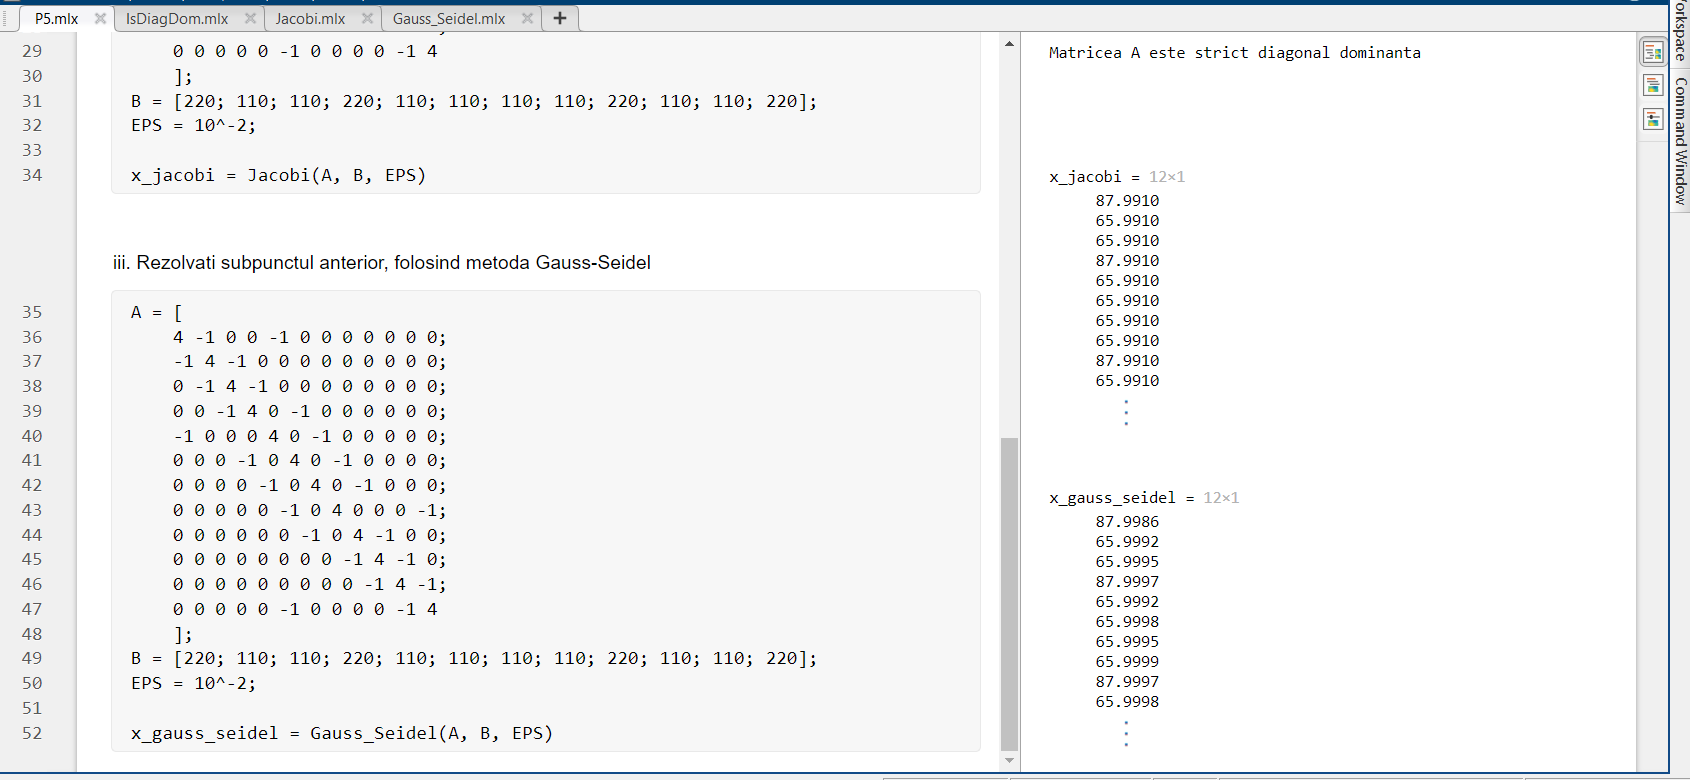 P5.mlx IsDiagDom.mlx Jacobi.mlx Gauss_Seidel.mlx +
29 0 0 0 0 0 -1 0 0 0 0 -1 4
30 ];
31 B = [220; 110; 110; 220; 110; 110; 110; 110; 220; 110; 110; 220];
32 EPS = 10^-2;
33
34 x_jacobi = Jacobi(A, B, EPS)
iii. Rezolvati subpunctul anterior, folosind metoda Gauss-Seidel
35 A = [
36 4 -1 0 0 -1 0 0 0 0 0 0 0;
37 -1 4 -1 0 0 0 0 0 0 0 0 0;
38 0 -1 4 -1 0 0 0 0 0 0 0 0;
39 0 0 -1 4 0 -1 0 0 0 0 0 0;
40 -1 0 0 0 4 0 -1 0 0 0 0 0;
41 0 0 0 -1 0 4 0 -1 0 0 0 0;
42 0 0 0 0 -1 0 4 0 -1 0 0 0;
43 0 0 0 0 0 -1 0 4 0 0 0 -1;
44 0 0 0 0 0 0 -1 0 4 -1 0 0;
45 0 0 0 0 0 0 0 0 -1 4 -1 0;
46 0 0 0 0 0 0 0 0 0 -1 4 -1;
47 0 0 0 0 0 -1 0 0 0 0 -1 4
48 ];
49 B = [220; 110; 110; 220; 110; 110; 110; 110; 220; 110; 110; 220];
50 EPS = 10^-2;
51
52 x_gauss_seidel = Gauss_Seidel(A, B, EPS)
Matricea A este strict diagonal dominanta
x_jacobi = 12×1
87.9910
65.9910
65.9910
87.9910
65.9910
65.9910
65.9910
65.9910
87.9910
65.9910
x_gauss_seidel = 12×1
87.9986
65.9992
65.9995
87.9997
65.9992
65.9998
65.9995
65.9999
87.9997
65.9998
Command Window